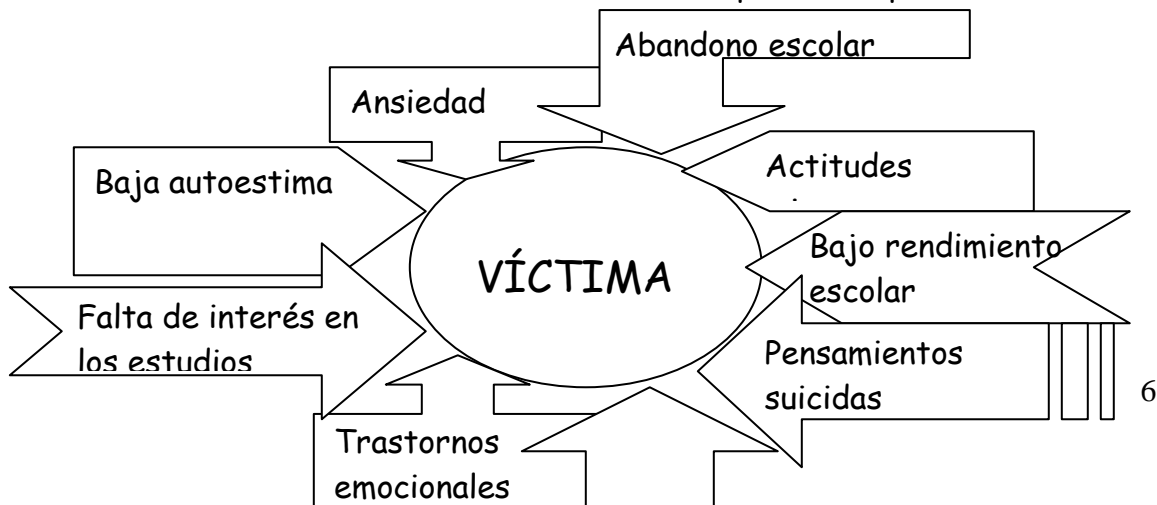 Abandono escolar
Ansiedad
Actitudes
Baja autoestima
Bajo rendimiento
escolar
VÍCTIMA
Falta de interés en
los estudios
Pensamientos
suicidas
6
Trastornos
emocionales